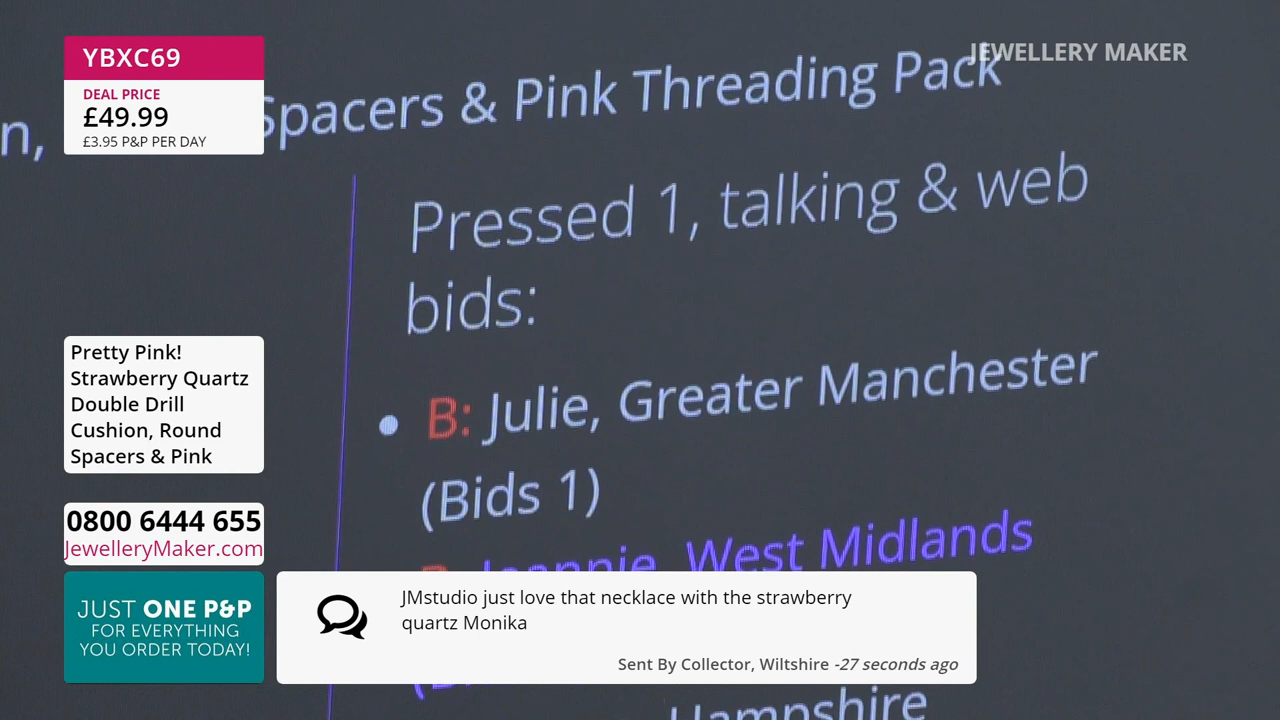 YBXC69
DEAL PRICE
£49.99
£3.95 P&P PER DAY
JEWELLERY MAKER
n, Spacers & Pink Threading Pack
Pressed 1, talking & web
bids:
• B: Julie, Greater Manchester
(Bids 1)
West Midlands
Hampshire
Pretty Pink!
Strawberry Quartz
Double Drill
Cushion, Round
Spacers & Pink
0800 6444 655
JewelleryMaker.com
JUST ONE P&P
FOR EVERYTHING
YOU ORDER TODAY!
JMstudio just love that necklace with the strawberry
quartz Monika
Sent By Collector, Wiltshire -27 seconds ago